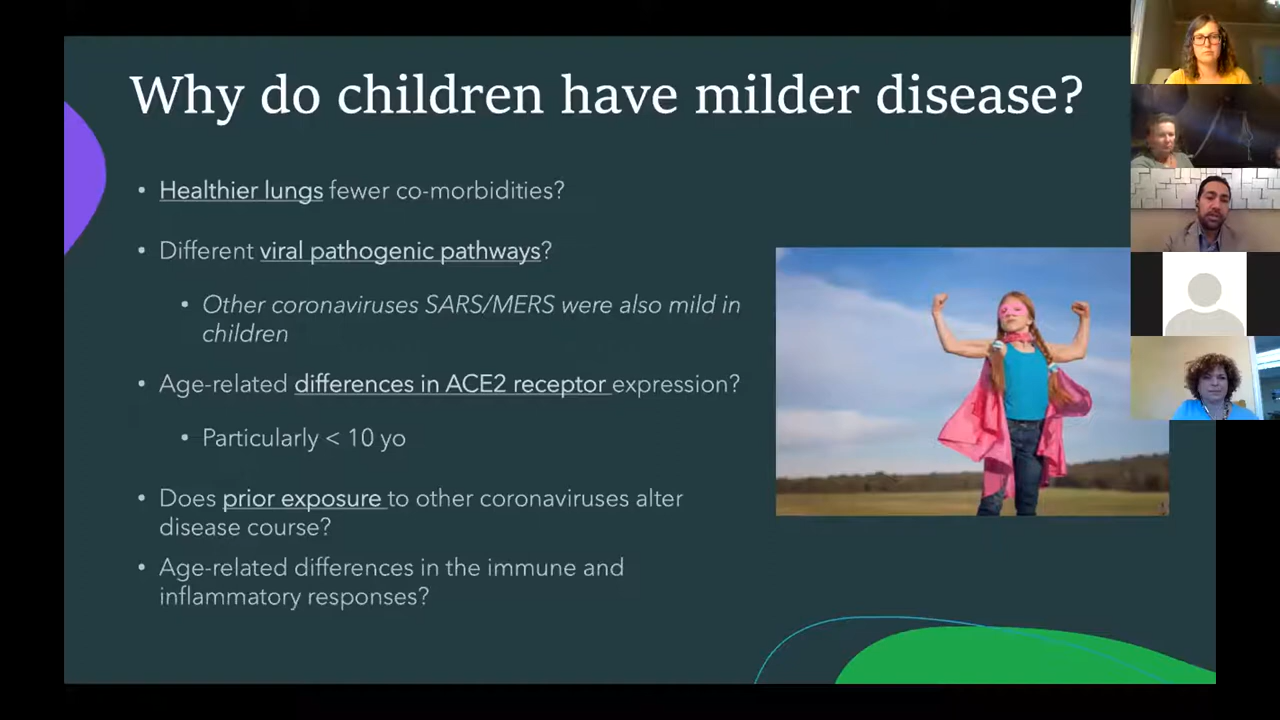 Why do children have milder disease?
• Healthier lungs fewer co-morbidities?
• Different viral pathogenic pathways?
• Other coronaviruses SARS/MERS were also mild in
children
• Age-related differences in ACE2 receptor expression?
• Particularly < 10 yo
• Does prior exposure to other coronaviruses alter
disease course?
• Age-related differences in the immune and
inflammatory responses?